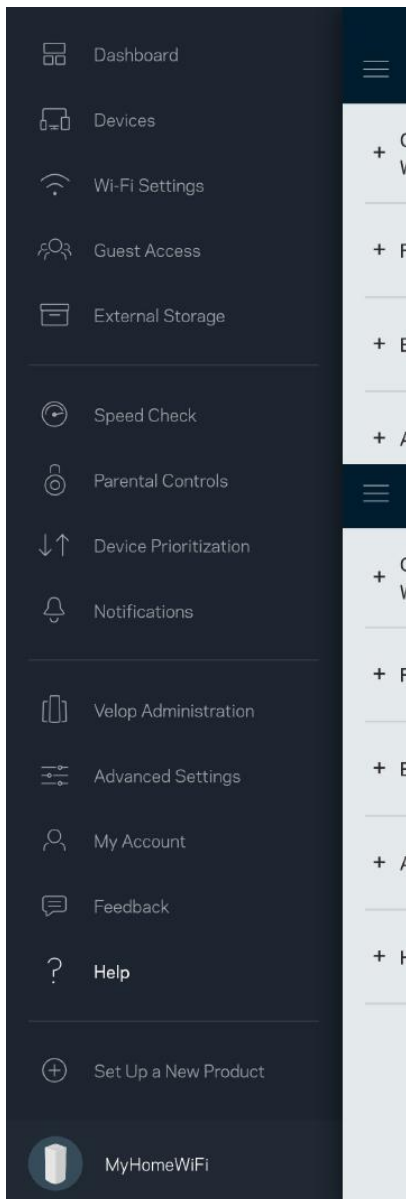 Dashboard
Devices
Wi-Fi Settings
Guest Access
External Storage
Speed Check
Parental Controls
Device Prioritization
Notifications
Velop Administration
Advanced Settings
My Account
Feedback
Help
Set Up a New Product
MyHomeWiFi